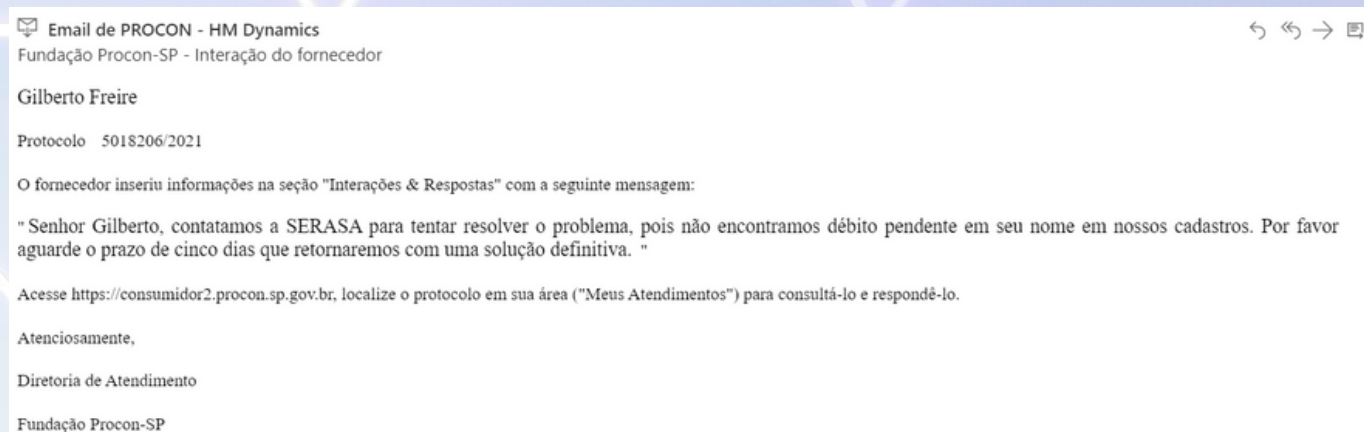 Email de PROCON - HM Dynamics
Fundação Procon-SP - Interação do fornecedor
Gilberto Freire
Protocolo 5018206/2021
O fornecedor inseriu informações na seção "Interações & Respostas" com a seguinte mensagem:
" Senhor Gilberto, contatamos a SERASA para tentar resolver o problema, pois não encontramos débito pendente em seu nome em nossos cadastros. Por favor
aguarde o prazo de cinco dias que retornaremos com uma solução definitiva. "
Acesse https://consumidor2.procon.sp.gov.br, localize o protocolo em sua área ("Meus Atendimentos") para consultá-lo e respondê-lo.
Atenciosamente,
Diretoria de Atendimento
Fundação Procon-SP